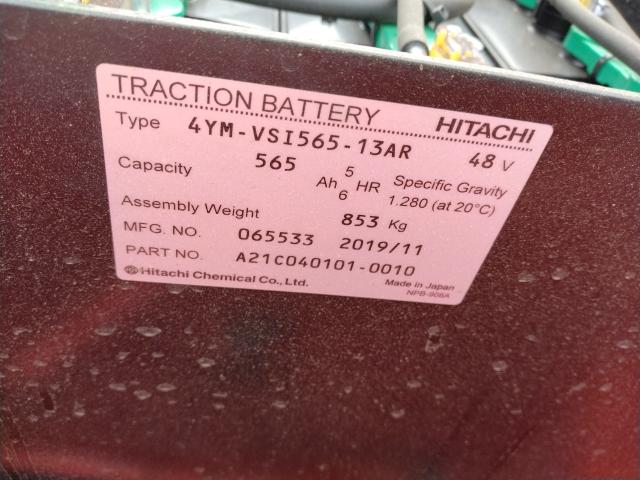 TRACTION BATTERY HITACHI
Type 4YM-VSI565-13AR 48 V
Capacity 565 Ah 5 6 HR Specific Gravity
1.280 (at 20°C)
Assembly Weight 853 Kg
MFG. NO. 065533 2019/11
PART NO. A21C040101-0010
Hitachi Chemical Co., Ltd. Made in Japan
NPB-908A